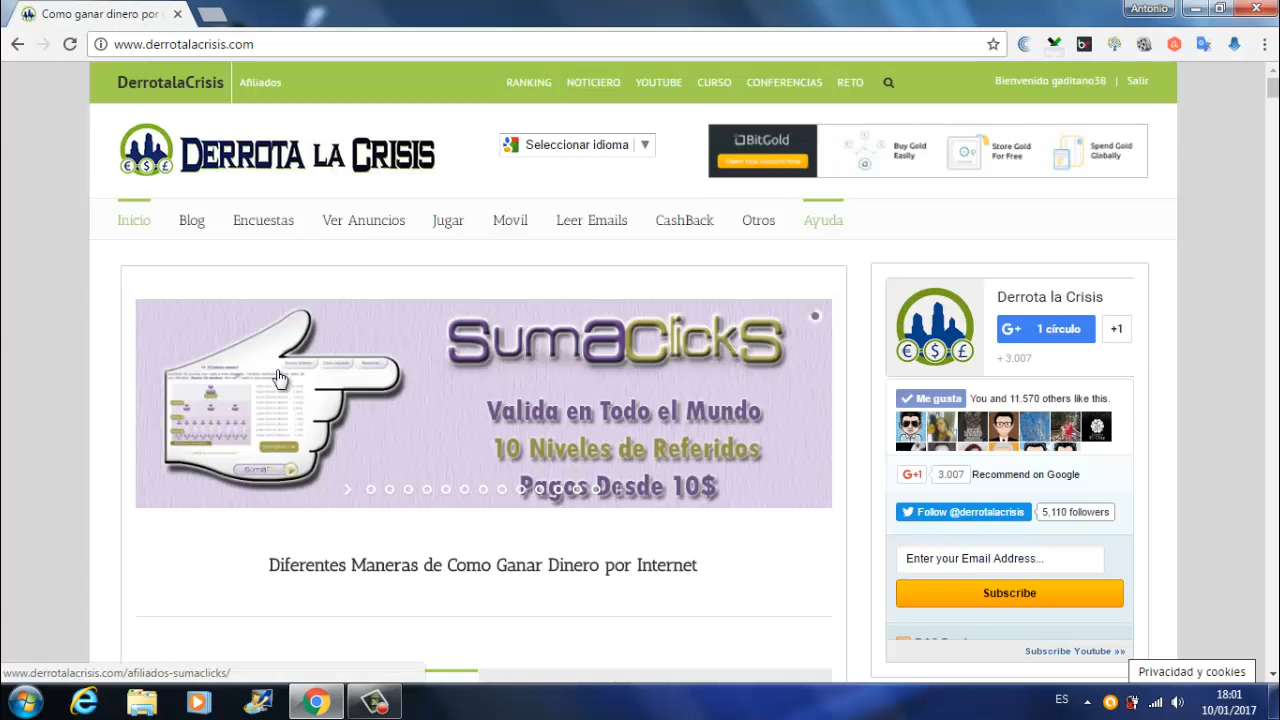 Como ganar dinero por
Antonio
www.derrotalacrisis.com
DerrotalaCrisis
Afiliados
RANKING
NOTICIERO
YOUTUBE
CURSO
CONFERENCIAS
RETO
Bienvenido gaditano38 | Salir
€$£
DERROTA LA CRISIS
Seleccionar idioma
BitGold
Open Your Account Now
Buy Gold
Easily
Store Gold
For Free
Spend Gold
Globally
Inicio
Blog
Encuestas
Ver Anuncios
Jugar
Movil
Leer Emails
CashBack
Otros
Ayuda
SumaClicks
Valida en Todo el Mundo
10 Niveles de Referidos
Pagos Desde 10$
Diferentes Maneras de Como Ganar Dinero por Internet
€$£
Derrota la Crisis
G+ 1 círculo
+1
+ 3.007
Me gusta
You and 11.570 others like this.
G+1
3.007
Recommend on Google
Follow @derrotalacrisis
5,110 followers
Enter your Email Address...
Subscribe
Subscribe Youtube »»
Privacidad y cookies
www.derrotalacrisis.com/afiliados-sumaclicks/
ES
18:01
10/01/2017